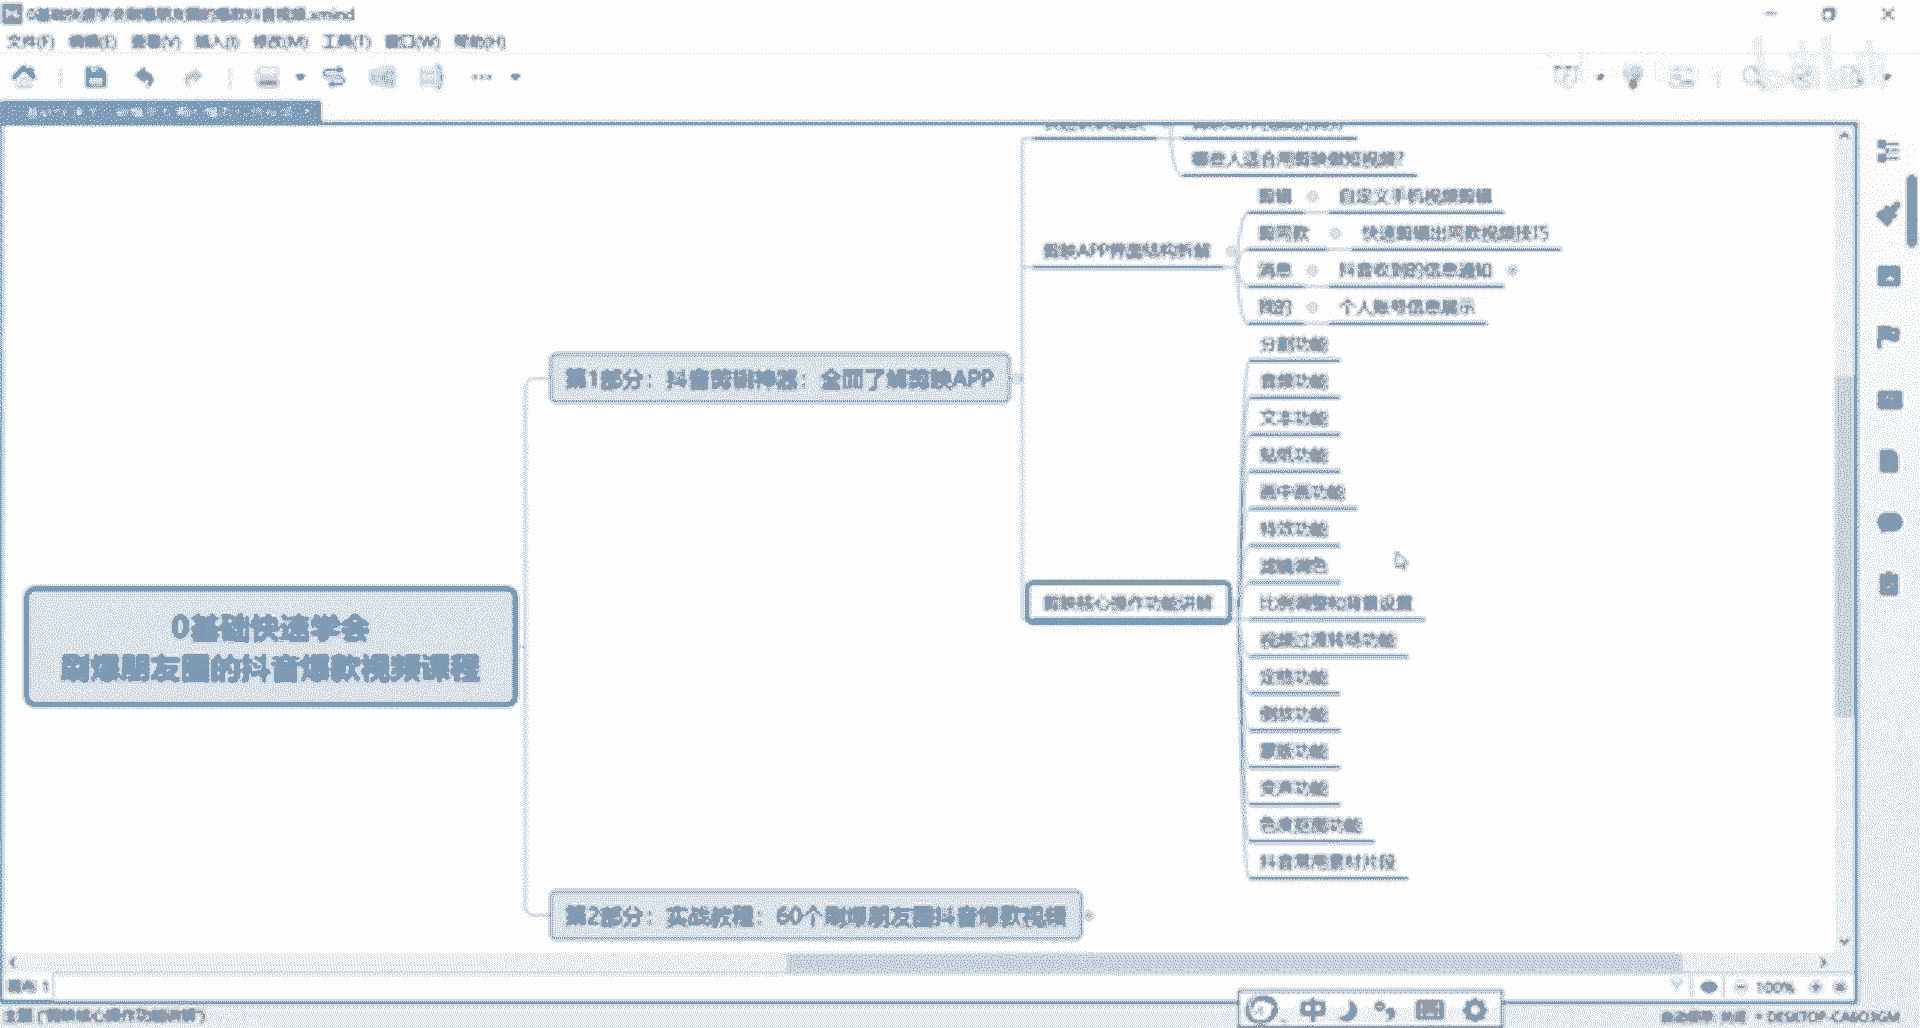 0基础快速学会刷爆朋友圈的抖音爆款视频.xmind
文件(F) 编辑(E) 查看(V) 插入(I) 修改(M) 工具(T) 窗口(W) 帮助(H)
哪些人适合用剪映做短视频?
剪辑 自定义手机视频剪辑
剪同款 快速剪辑出同款视频技巧
剪映APP界面结构拆解
消息 抖音收到的信息通知
我的 个人账号信息展示
分割功能
第1部分：抖音剪辑神器：全面了解剪映APP
音频功能
文本功能
贴纸功能
画中画功能
特效功能
滤镜调色
剪映核心操作功能讲解
比例调整和背景设置
0基础快速学会
刷爆朋友圈的抖音爆款视频课程
视频过渡转场功能
定格功能
倒放功能
蒙版功能
变声功能
色度抠图功能
抖音常用素材片段
第2部分：实战教程：60个刷爆朋友圈抖音爆款视频
画布 1
100%
主题 ("剪映核心操作功能讲解")
中